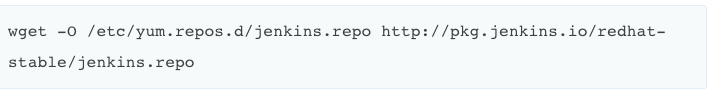 wget -O /etc/yum.repos.d/jenkins.repo http://pkg.jenkins.io/redhat-
stable/jenkins.repo